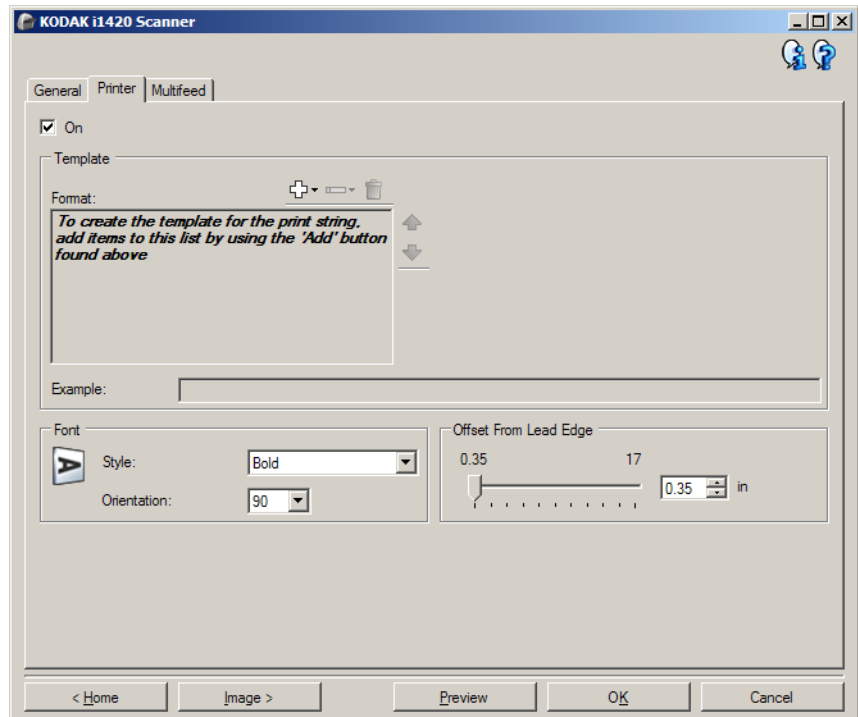 KODAK i1420 Scanner
General Printer Multifeed
On
Template
Format:
To create the template for the print string,
add items to this list by using the 'Add' button
found above
Example:
Font
Style: Bold
Orientation: 90
Offset From Lead Edge
0.35 17
0.35 in
< Home Image > Preview OK Cancel